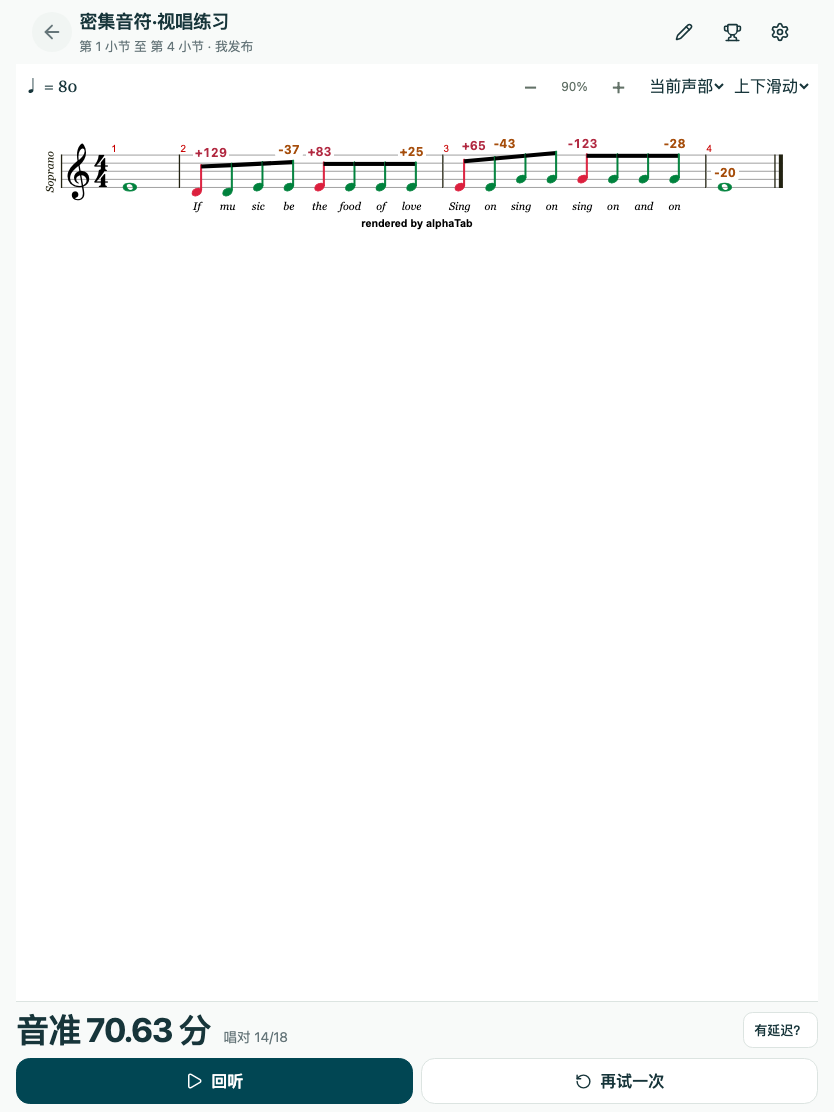 密集音符·视唱练习
第 1 小节 至 第 4 小节 · 我发布
♩ = 80
90%
当前声部
上下滑动
Soprano
1
2
+129
-37
+83
+25
3
+65
-43
-123
-28
4
-20
If mu sic be the food of love Sing on sing on sing on and on
rendered by alphaTab
音准 70.63 分
唱对 14/18
有延迟?
回听
再试一次